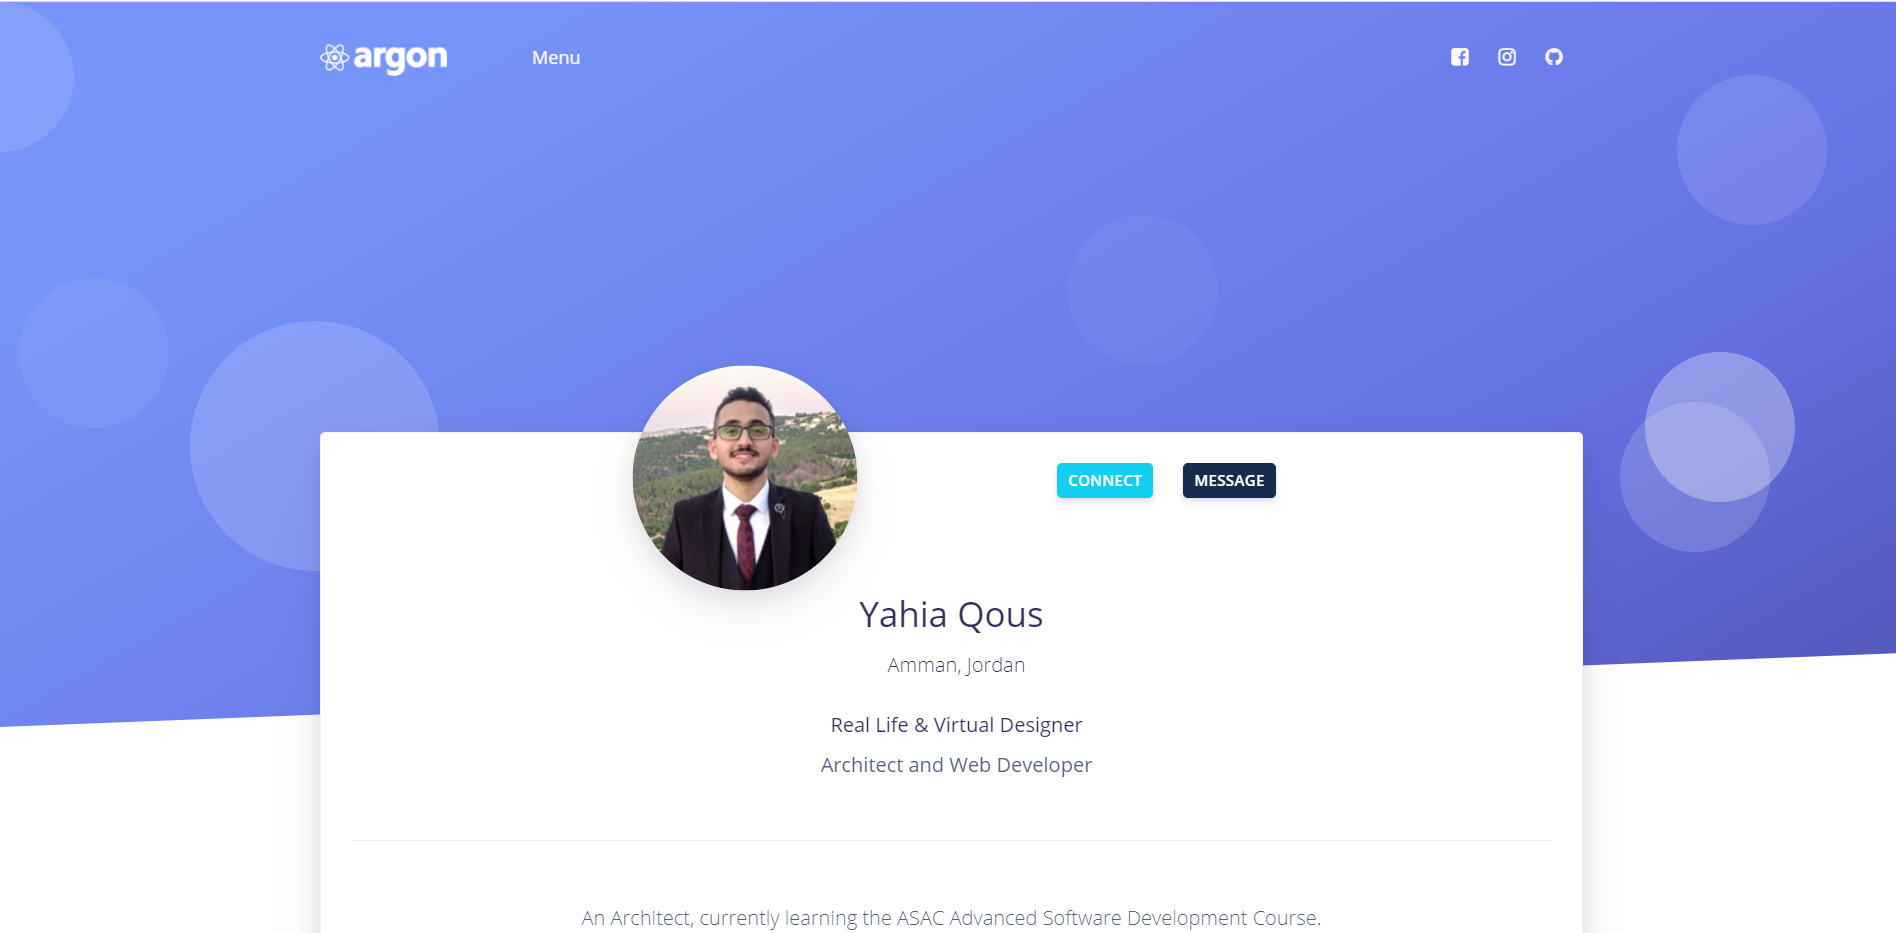 argon
Menu
CONNECT
MESSAGE
Yahia Qous
Amman, Jordan
Real Life & Virtual Designer
Architect and Web Developer
An Architect, currently learning the ASAC Advanced Software Development Course.